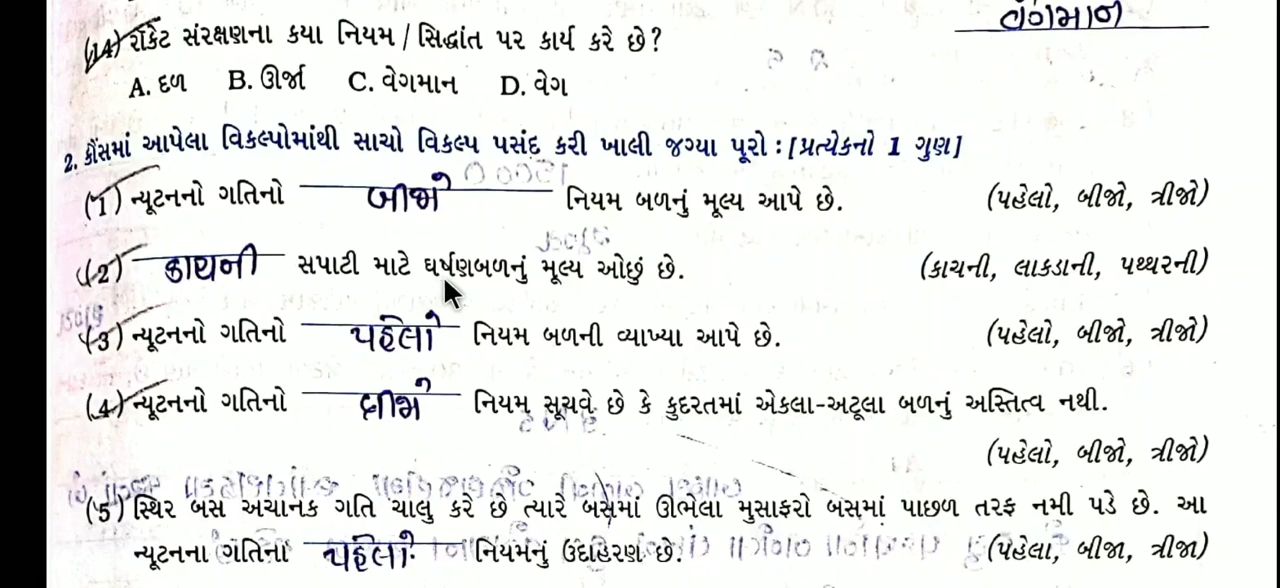 વેગમાન
(14) રૉકેટ સંરક્ષણના કયા નિયમ / સિદ્ધાંત પર કાર્ય કરે છે?
A. દળ B. ઊર્જા C. વેગમાન D. વેગ
2. કૌંસમાં આપેલા વિકલ્પોમાંથી સાચો વિકલ્પ પસંદ કરી ખાલી જગ્યા પૂરો : [પ્રત્યેકનો 1 ગુણ]
(1) ન્યૂટનનો ગતિનો બીજો નિયમ બળનું મૂલ્ય આપે છે. (પહેલો, બીજો, ત્રીજો)
(2) કાચની સપાટી માટે ઘર્ષણબળનું મૂલ્ય ઓછું છે. (કાચની, લાકડાની, પથ્થરની)
(3) ન્યૂટનનો ગતિનો પહેલો નિયમ બળની વ્યાખ્યા આપે છે. (પહેલો, બીજો, ત્રીજો)
(4) ન્યૂટનનો ગતિનો ત્રીજો નિયમ સૂચવે છે કે કુદરતમાં એકલા-અટૂલા બળનું અસ્તિત્વ નથી.
(પહેલો, બીજો, ત્રીજો)
(5) સ્થિર બસ અચાનક ગતિ ચાલુ કરે છે ત્યારે બસમાં ઊભેલા મુસાફરો બસમાં પાછળ તરફ નમી પડે છે. આ
ન્યૂટનના ગતિના પહેલા નિયમનું ઉદાહરણ છે. (પહેલા, બીજા, ત્રીજા)